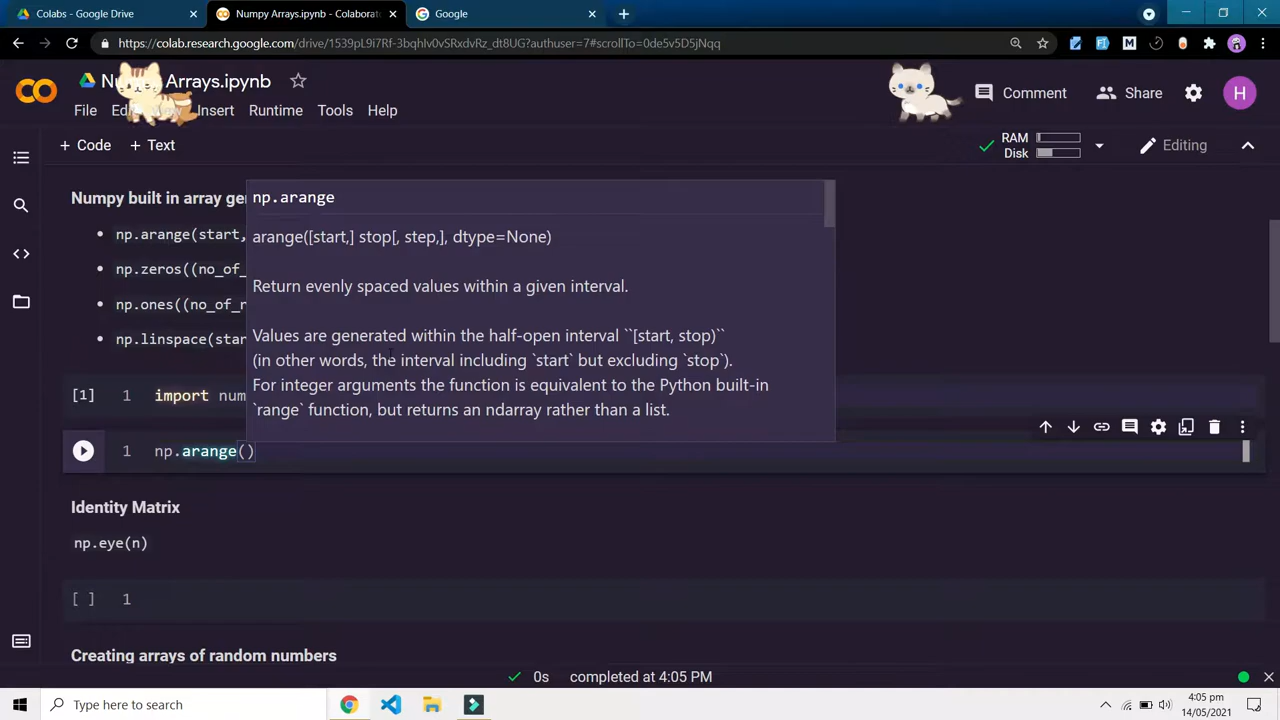 Colabs - Google Drive
Numpy Arrays.ipynb - Colaborato
Google
https://colab.research.google.com/drive/1539pL9i7Rf-3bqhIv0vSRxdvRz_dt8UG?authuser=7#scrollTo=0de5v5D5jNqq
Arrays.ipynb
Comment
Share
H
File
Insert
Runtime
Tools
Help
+ Code
+ Text
RAM
Disk
Editing
Numpy built in array ge
np.arange(start,
np.zeros((no_of_
np.ones((no_of_r
np.linspace(star
np.arange
arange([start,] stop[, step,], dtype=None)
Return evenly spaced values within a given interval.
Values are generated within the half-open interval ``[start, stop)``
(in other words, the interval including `start` but excluding `stop`).
For integer arguments the function is equivalent to the Python built-in
`range` function, but returns an ndarray rather than a list.
[1] 1 import num
1 np.arange()
Identity Matrix
np.eye(n)
[ ] 1
Creating arrays of random numbers
0s completed at 4:05 PM
Type here to search
4:05 pm
14/05/2021